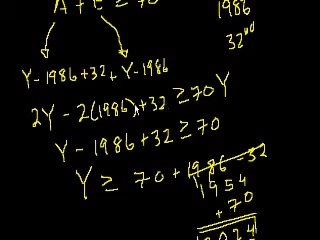 A + E ≥ 70
1986
32ND
Y - 1986 + 32 + Y - 1986
2Y - 2(1986) + 32 ≥ 70 Y
Y - 1986 + 32 ≥ 70
Y ≥ 70 + 1986 - 32
1954
+ 70
2024